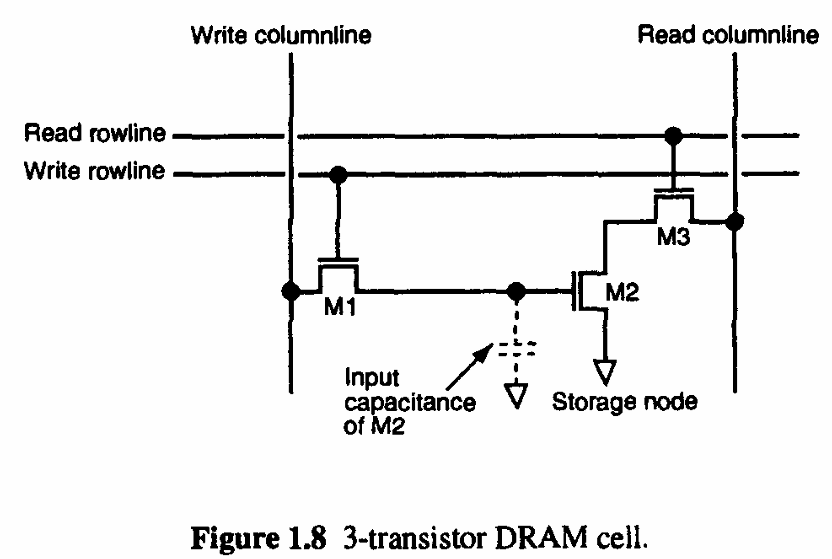 Write columnline
Read columnline
Read rowline
Write rowline
M3
M2
M1
Input
capacitance
of M2
Storage node
Figure 1.8 3-transistor DRAM cell.